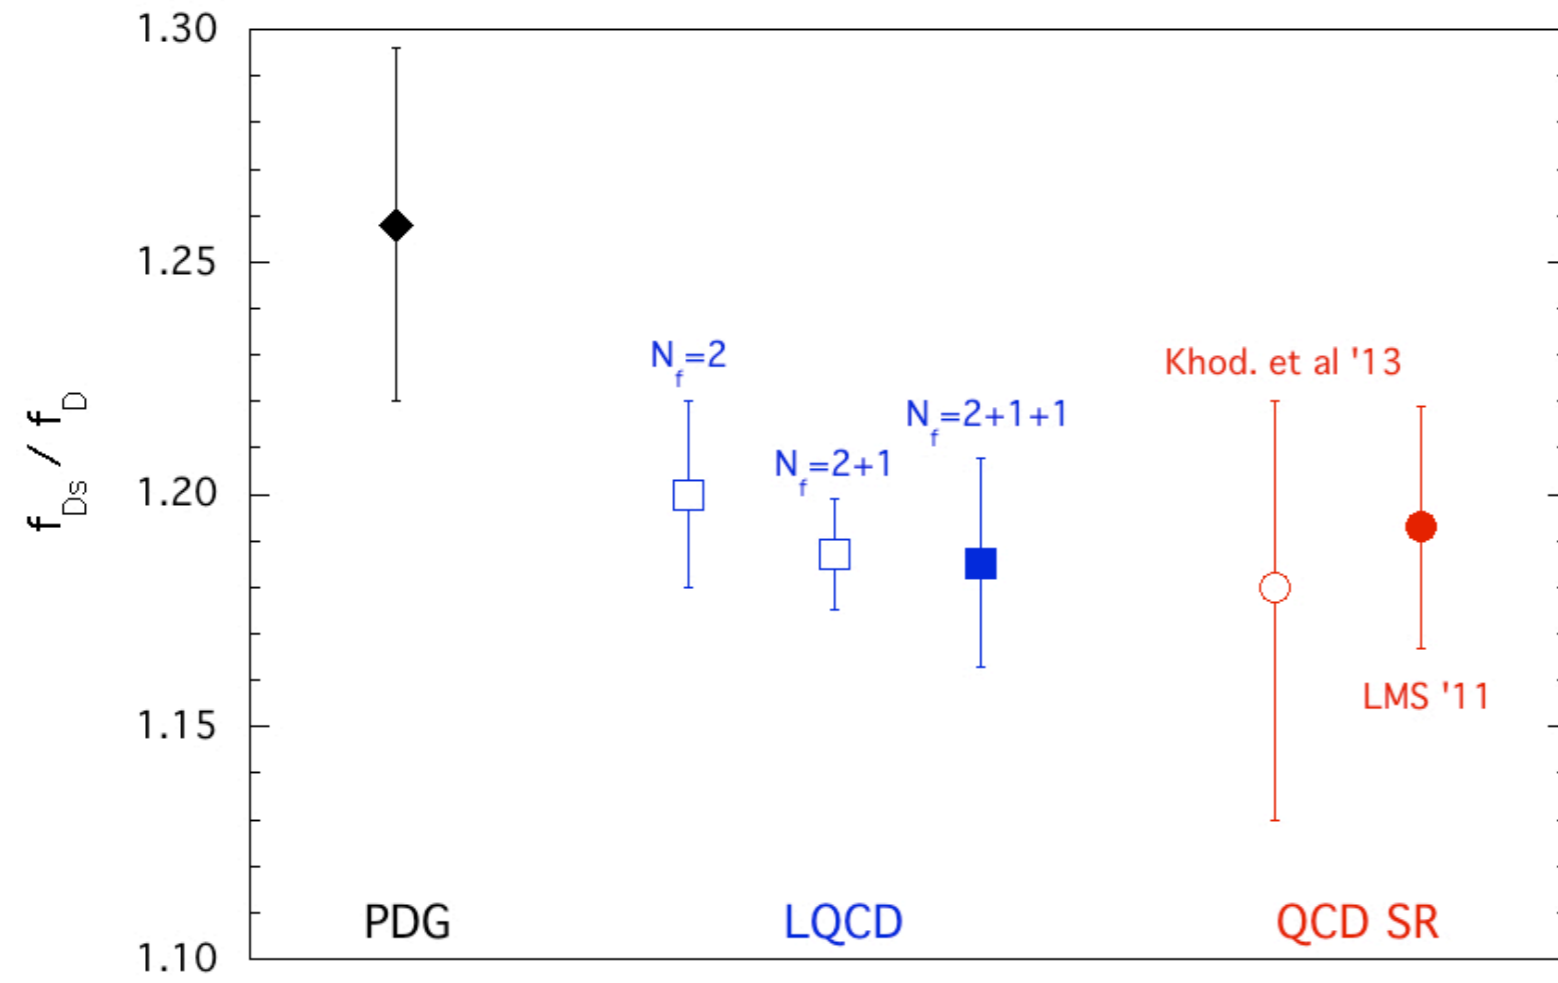 1.30
1.25
1.20
1.15
1.10
f_Ds / f_D
N_f=2
N_f=2+1
N_f=2+1+1
Khod. et al '13
LMS '11
PDG
LQCD
QCD SR